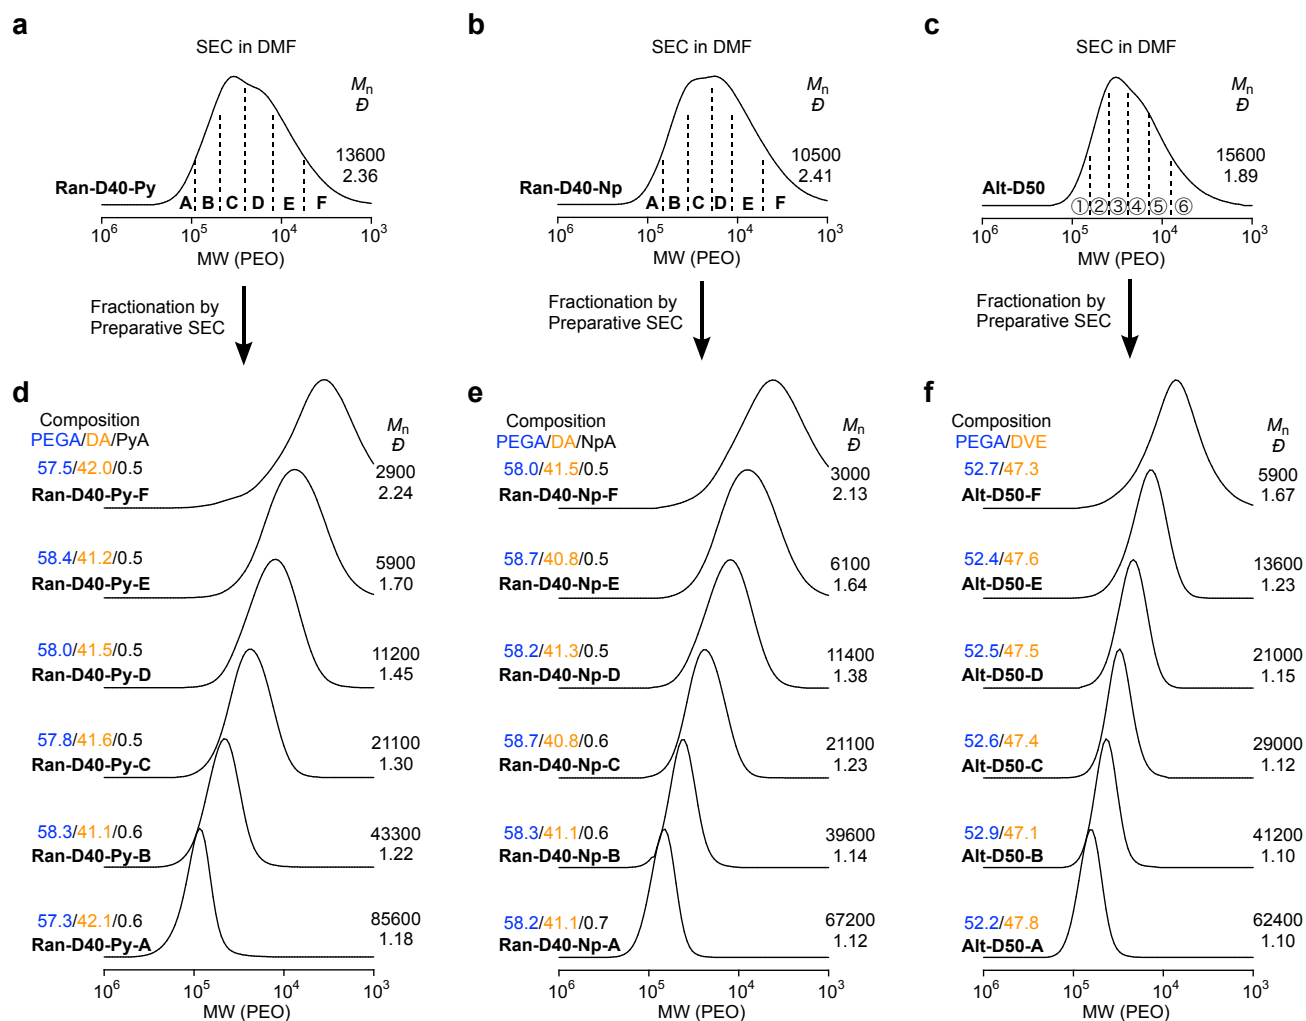 a
SEC in DMF
Mn
Đ
13600
2.36
Ran-D40-Py
A B C D E F
10^6 10^5 10^4 10^3
MW (PEO)
Fractionation by
Preparative SEC
b
SEC in DMF
Mn
Đ
10500
2.41
Ran-D40-Np
A B C D E F
10^6 10^5 10^4 10^3
MW (PEO)
Fractionation by
Preparative SEC
c
SEC in DMF
Mn
Đ
15600
1.89
Alt-D50
① ② ③ ④ ⑤ ⑥
10^6 10^5 10^4 10^3
MW (PEO)
Fractionation by
Preparative SEC
d
Composition
PEGA/DA/PyA
Mn
Đ
57.5/42.0/0.5
Ran-D40-Py-F
2900
2.24
58.4/41.2/0.5
Ran-D40-Py-E
5900
1.70
58.0/41.5/0.5
Ran-D40-Py-D
11200
1.45
57.8/41.6/0.5
Ran-D40-Py-C
21100
1.30
58.3/41.1/0.6
Ran-D40-Py-B
43300
1.22
57.3/42.1/0.6
Ran-D40-Py-A
85600
1.18
10^6 10^5 10^4 10^3
MW (PEO)
e
Composition
PEGA/DA/NpA
Mn
Đ
58.0/41.5/0.5
Ran-D40-Np-F
3000
2.13
58.7/40.8/0.5
Ran-D40-Np-E
6100
1.64
58.2/41.3/0.5
Ran-D40-Np-D
11400
1.38
58.7/40.8/0.6
Ran-D40-Np-C
21100
1.23
58.3/41.1/0.6
Ran-D40-Np-B
39600
1.14
58.2/41.1/0.7
Ran-D40-Np-A
67200
1.12
10^6 10^5 10^4 10^3
MW (PEO)
f
Composition
PEGA/DVE
Mn
Đ
52.7/47.3
Alt-D50-F
5900
1.67
52.4/47.6
Alt-D50-E
13600
1.23
52.5/47.5
Alt-D50-D
21000
1.15
52.6/47.4
Alt-D50-C
29000
1.12
52.9/47.1
Alt-D50-B
41200
1.10
52.2/47.8
Alt-D50-A
62400
1.10
10^6 10^5 10^4 10^3
MW (PEO)